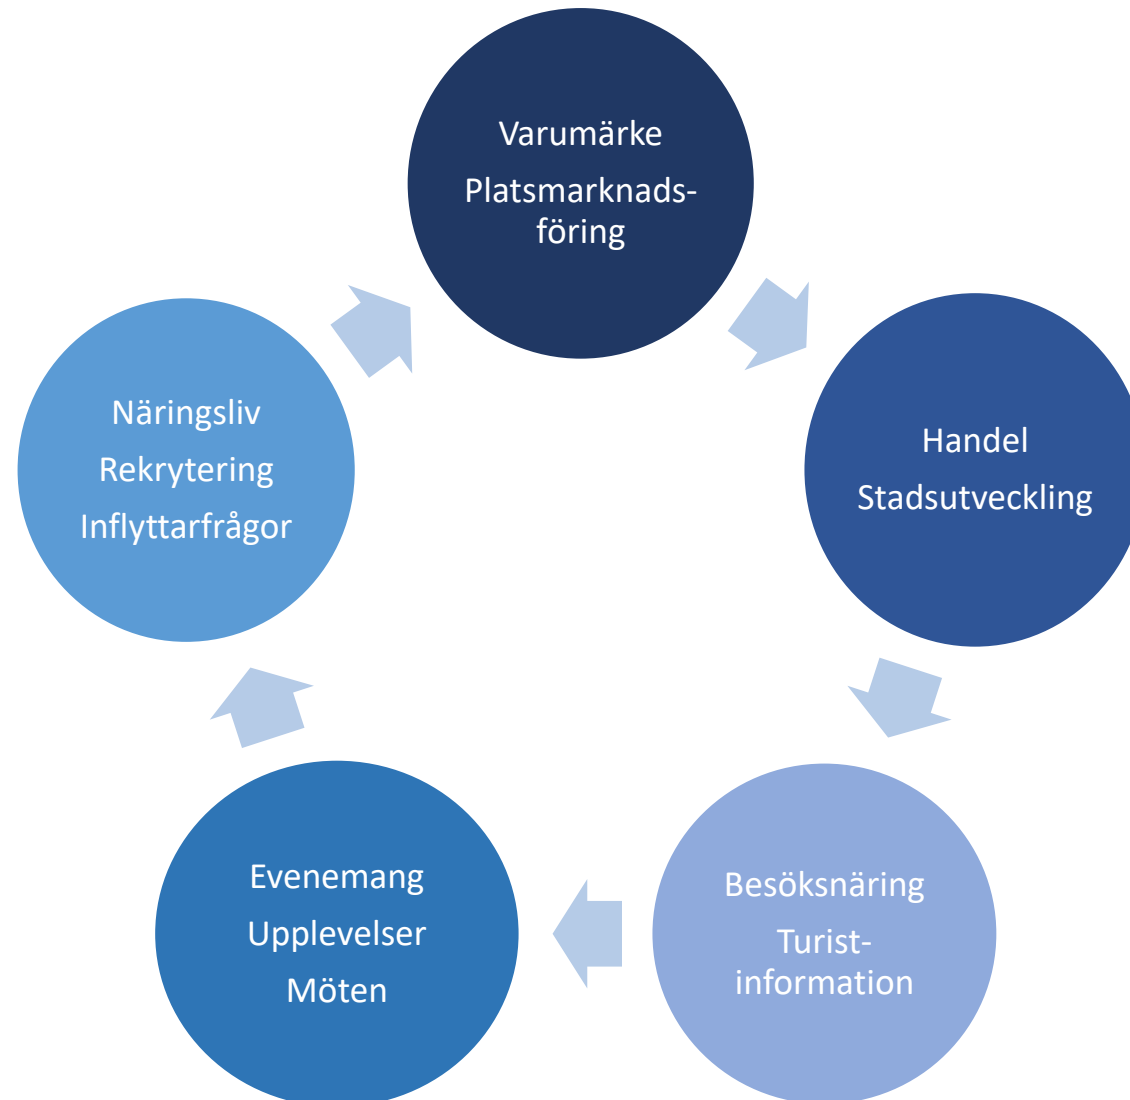 Varumärke
Platsmarknads-
föring
Handel
Stadsutveckling
Besöksnäring
Turist-
information
Evenemang
Upplevelser
Möten
Näringsliv
Rekrytering
Inflyttarfrågor